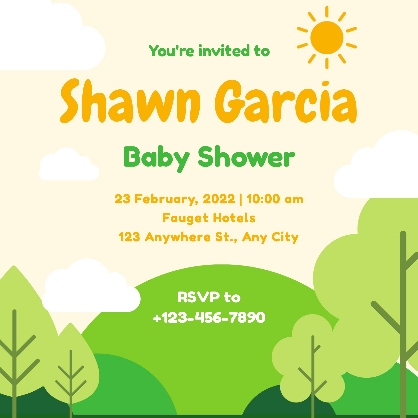 You're invited to
Shawn Garcia
Baby Shower
23 February, 2022 | 10:00 am
Fauget Hotels
123 Anywhere St., Any City
RSVP to
+123-456-7890